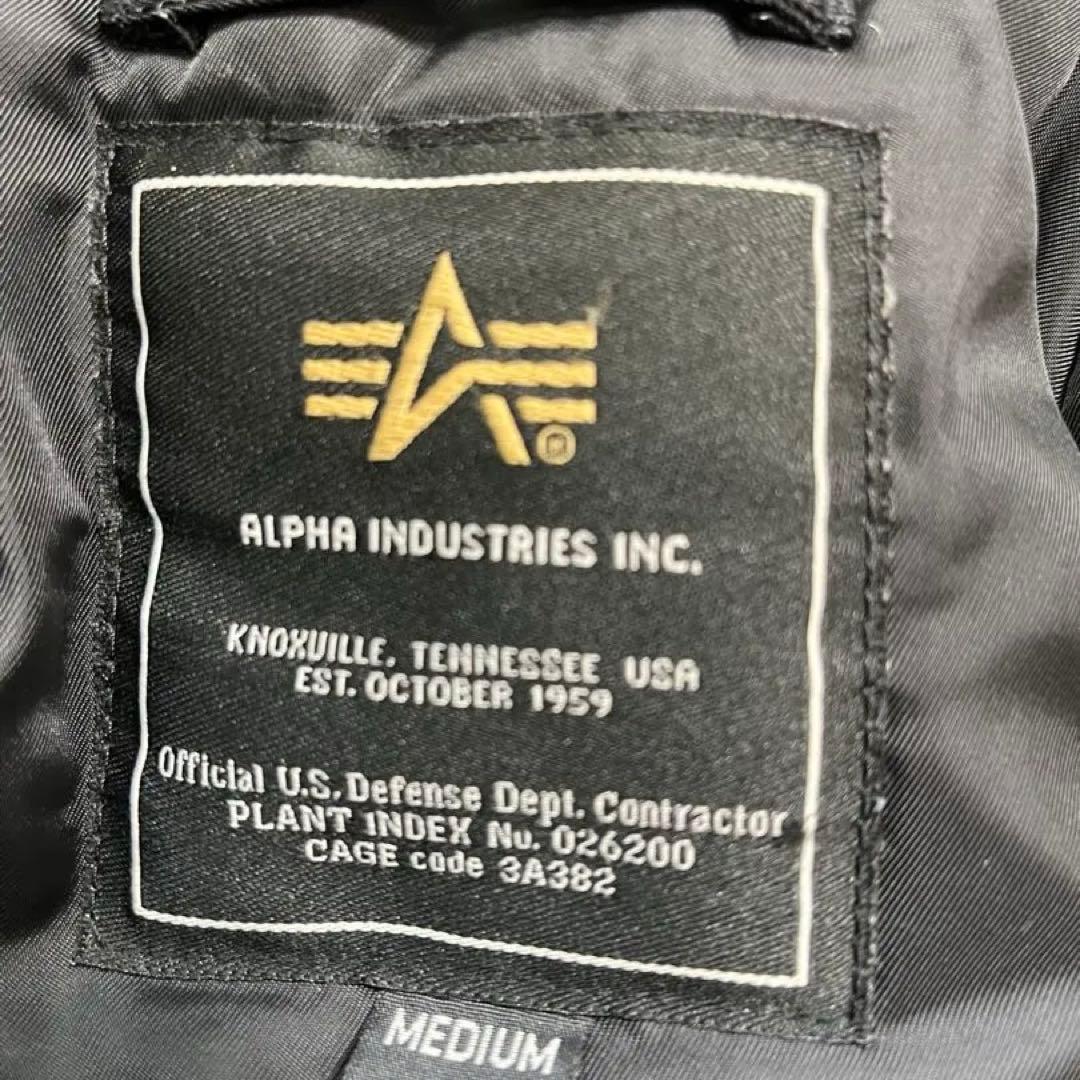 ALPHA INDUSTRIES INC.
KNOXVILLE, TENNESSEE USA
EST. OCTOBER 1959
Official U.S. Defense Dept. Contractor
PLANT INDEX No. 026200
CAGE code 3A382
MEDIUM